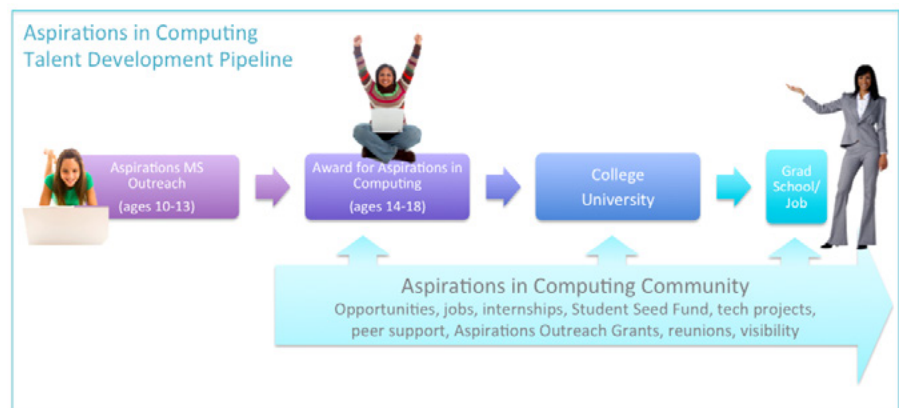 Aspirations in Computing
Talent Development Pipeline
Aspirations MS
Outreach
(ages 10-13)
Award for Aspirations in
Computing
(ages 14-18)
College
University
Grad
School/
Job
Aspirations in Computing Community
Opportunities, jobs, internships, Student Seed Fund, tech projects,
peer support, Aspirations Outreach Grants, reunions, visibility